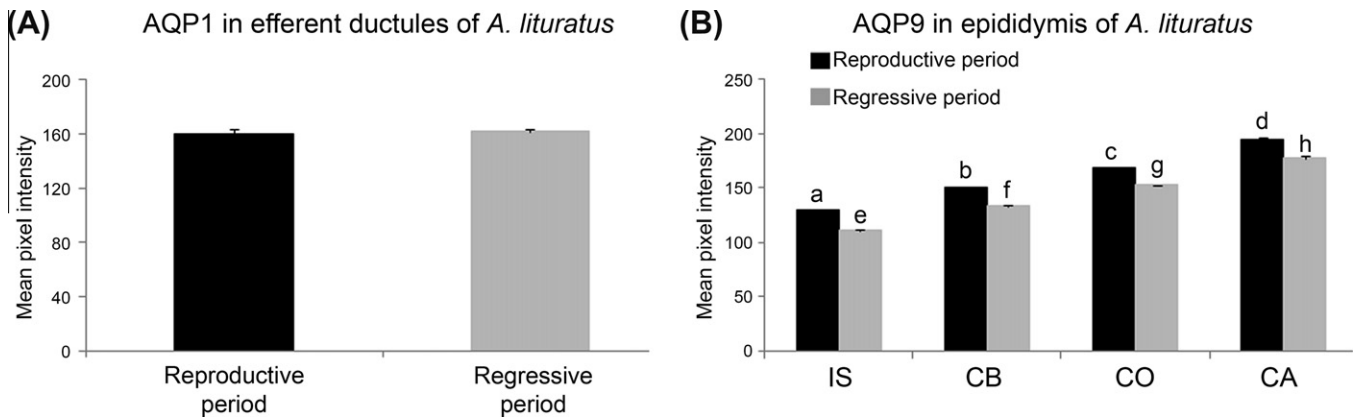 (A) AQP1 in efferent ductules of A. lituratus
200
160
120
80
40
0
Mean pixel intensity
Reproductive period
Regressive period
(B) AQP9 in epididymis of A. lituratus
Reproductive period
Regressive period
250
200
150
100
50
0
Mean pixel intensity
a
e
b
f
c
g
d
h
IS CB CO CA